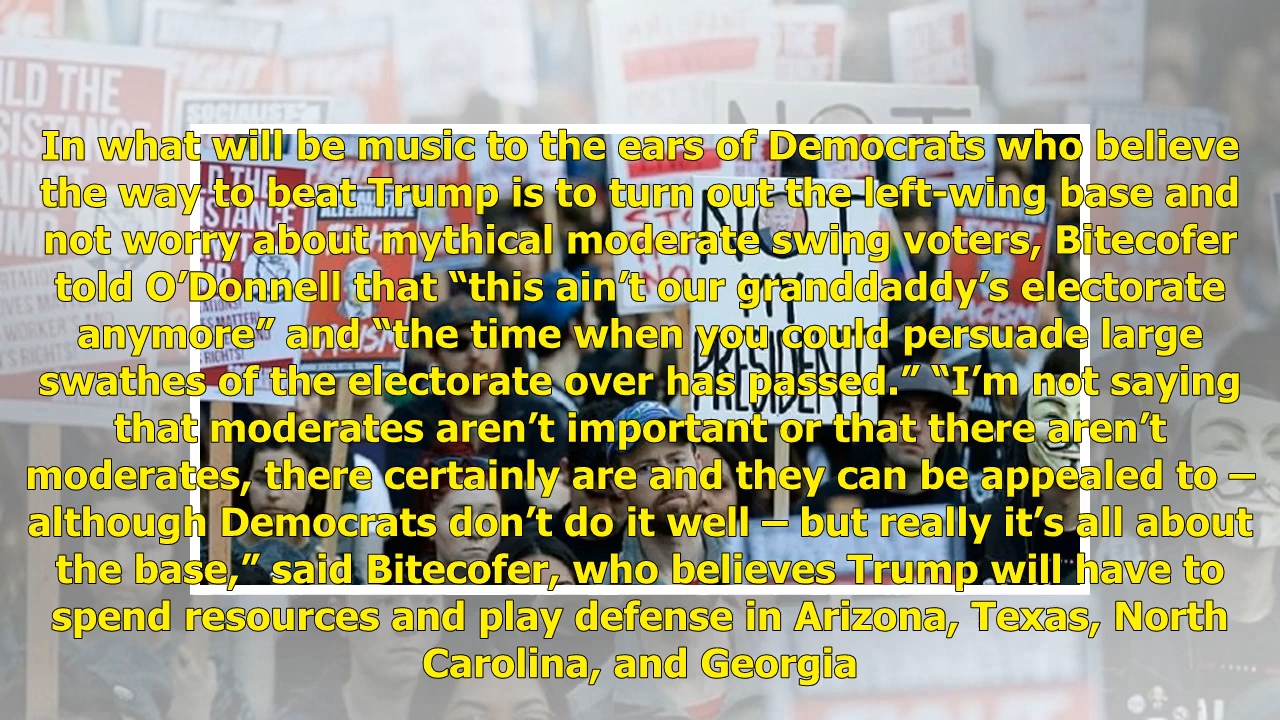 In what will be music to the ears of Democrats who believe
the way to beat Trump is to turn out the left-wing base and
not worry about mythical moderate swing voters, Bitecofer
told O’Donnell that “this ain’t our granddaddy’s electorate
anymore” and “the time when you could persuade large
swathes of the electorate over has passed.” “I’m not saying
that moderates aren’t important or that there aren’t
moderates, there certainly are and they can be appealed to –
although Democrats don’t do it well – but really it’s all about
the base,” said Bitecofer, who believes Trump will have to
spend resources and play defense in Arizona, Texas, North
Carolina, and Georgia
NOT
MY
PRESIDENT